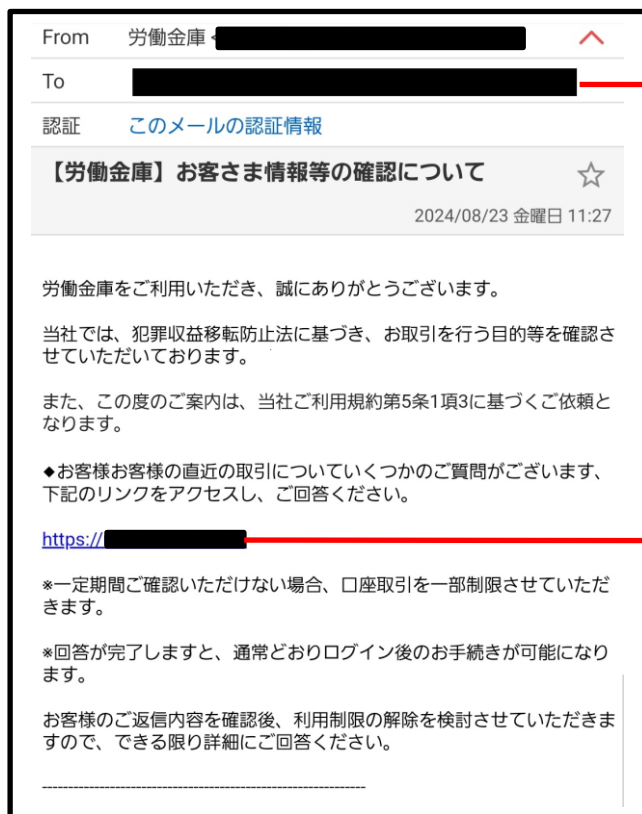 From 労働金庫 <
To
認証 このメールの認証情報
【労働金庫】お客さま情報等の確認について
2024/08/23 金曜日 11:27
労働金庫をご利用いただき、誠にありがとうございます。
当社では、犯罪収益移転防止法に基づき、お取引を行う目的等を確認さ
せていただいております。
また、この度のご案内は、当社ご利用規約第5条1項3に基づくご依頼と
なります。
◆お客様お客様の直近の取引についていくつかのご質問がございます、
下記のリンクをアクセスし、ご回答ください。
https://
※一定期間ご確認いただけない場合、口座取引を一部制限させていただ
きます。
※回答が完了しますと、通常どおりログイン後のお手続きが可能になり
ます。
お客様のご返信内容を確認後、利用制限の解除を検討させていただきま
すので、できる限り詳細にご回答ください。
----------------------------------------------------------------